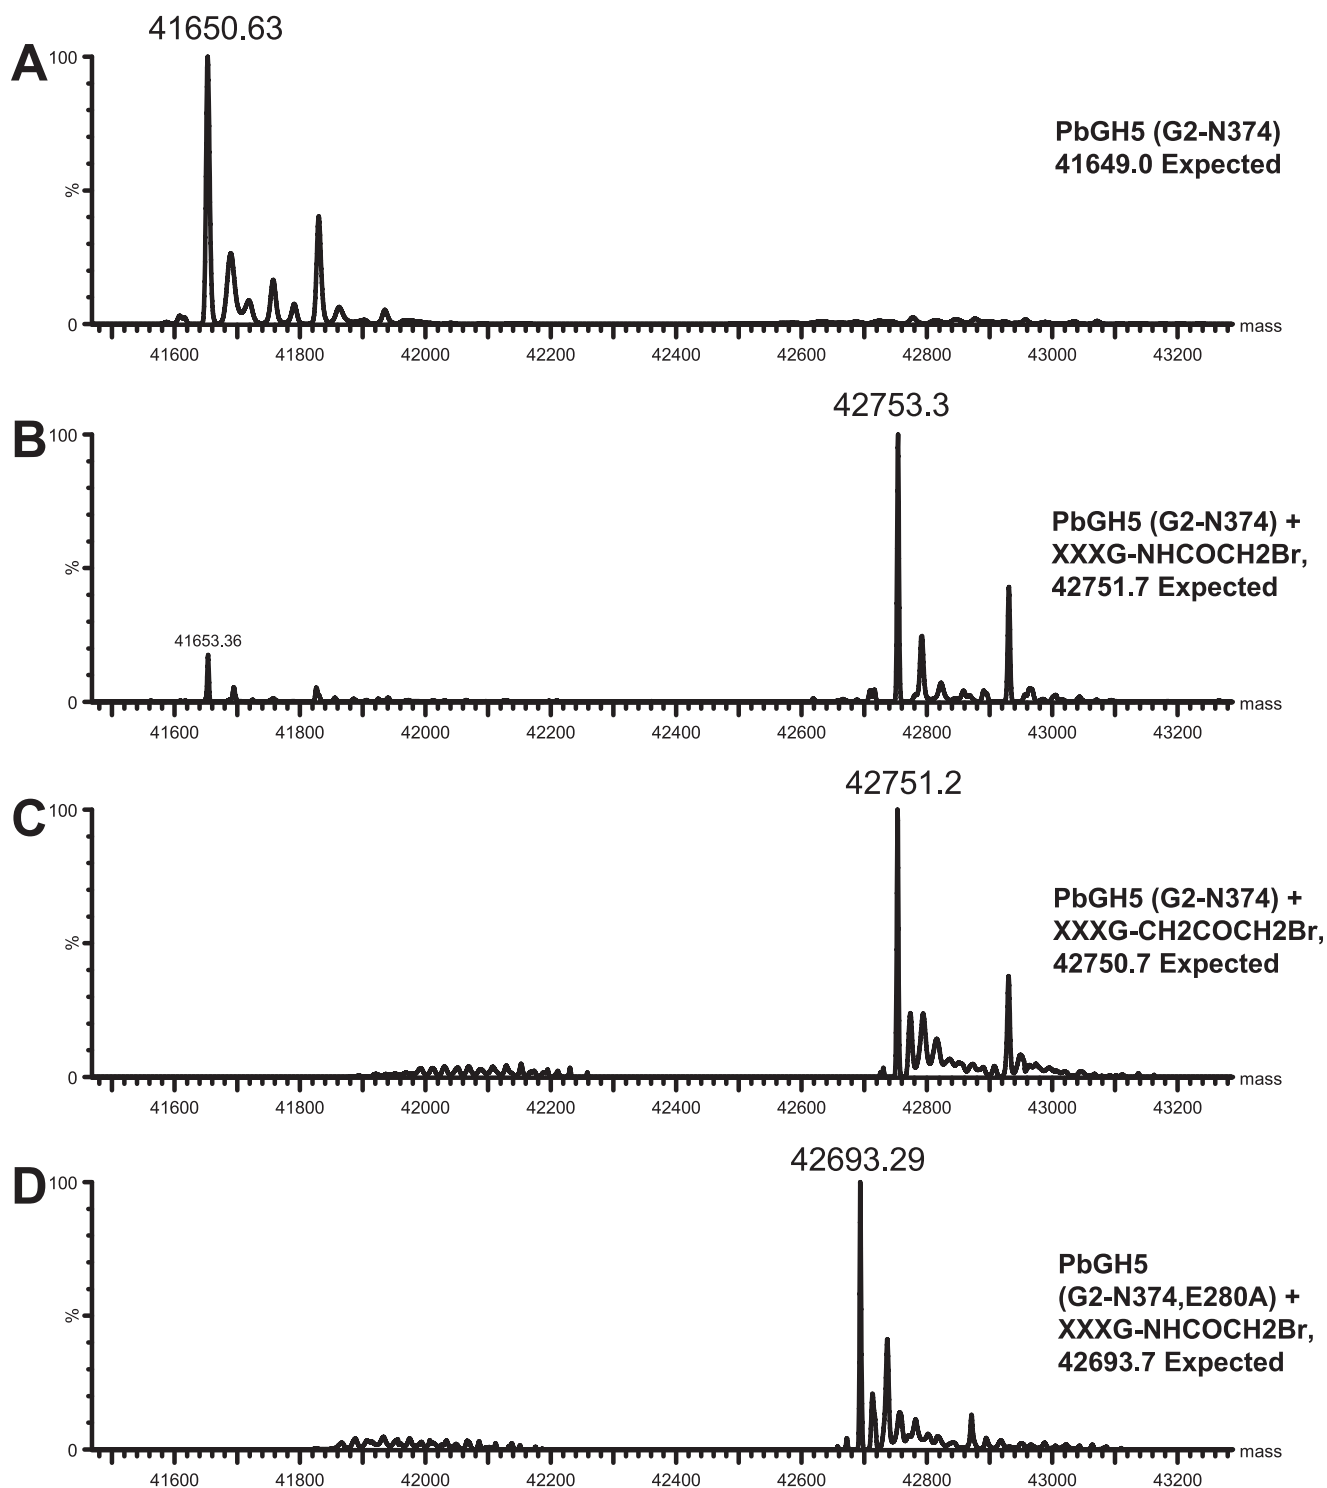 41650.63
A
100
%
0
PbGH5 (G2-N374)
41649.0 Expected
mass
41600 41800 42000 42200 42400 42600 42800 43000 43200
42753.3
B
100
%
0
41653.36
PbGH5 (G2-N374) +
XXXG-NHCOCH2Br,
42751.7 Expected
mass
41600 41800 42000 42200 42400 42600 42800 43000 43200
42751.2
C
100
%
0
PbGH5 (G2-N374) +
XXXG-CH2COCH2Br,
42750.7 Expected
mass
41600 41800 42000 42200 42400 42600 42800 43000 43200
42693.29
D
100
%
0
PbGH5
(G2-N374,E280A) +
XXXG-NHCOCH2Br,
42693.7 Expected
mass
41600 41800 42000 42200 42400 42600 42800 43000 43200